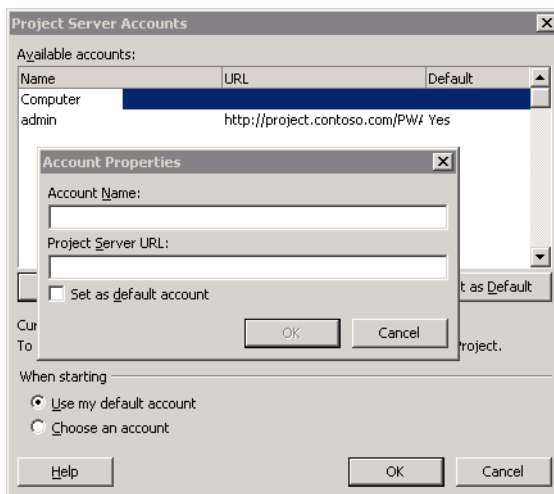 Project Server Accounts
Available accounts:
Name URL Default
Computer
admin http://project.contoso.com/PWA Yes
Account Properties
Account Name:
Project Server URL:
Set as default account
t as Default
OK Cancel
Cur
To roject.
When starting
Use my default account
Choose an account
Help OK Cancel